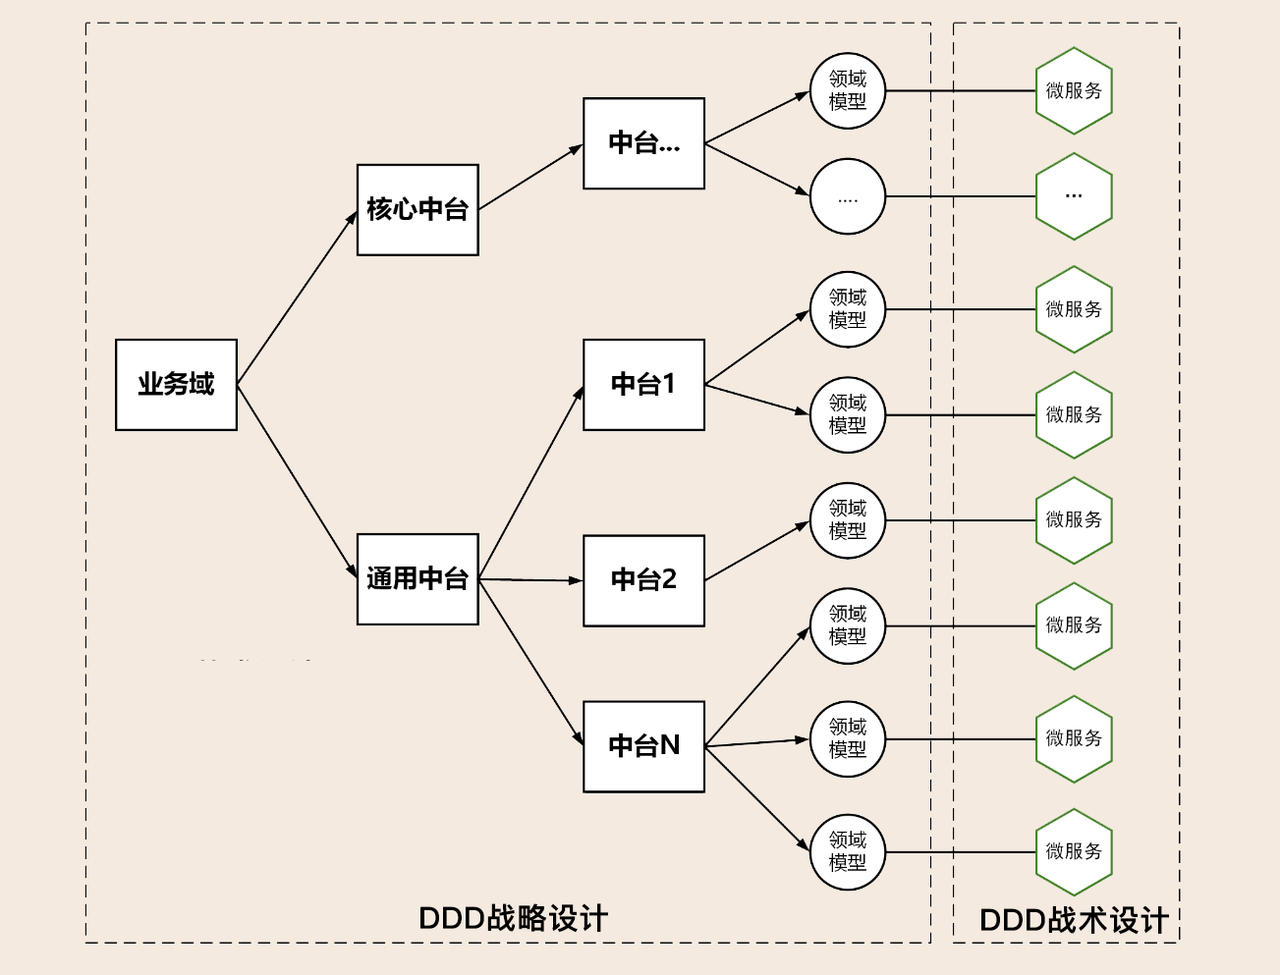 业务域
核心中台
通用中台
中台...
中台1
中台2
中台N
领域
模型
....
领域
模型
领域
模型
领域
模型
领域
模型
领域
模型
领域
模型
微服务
...
微服务
微服务
微服务
微服务
微服务
微服务
DDD战略设计
DDD战术设计